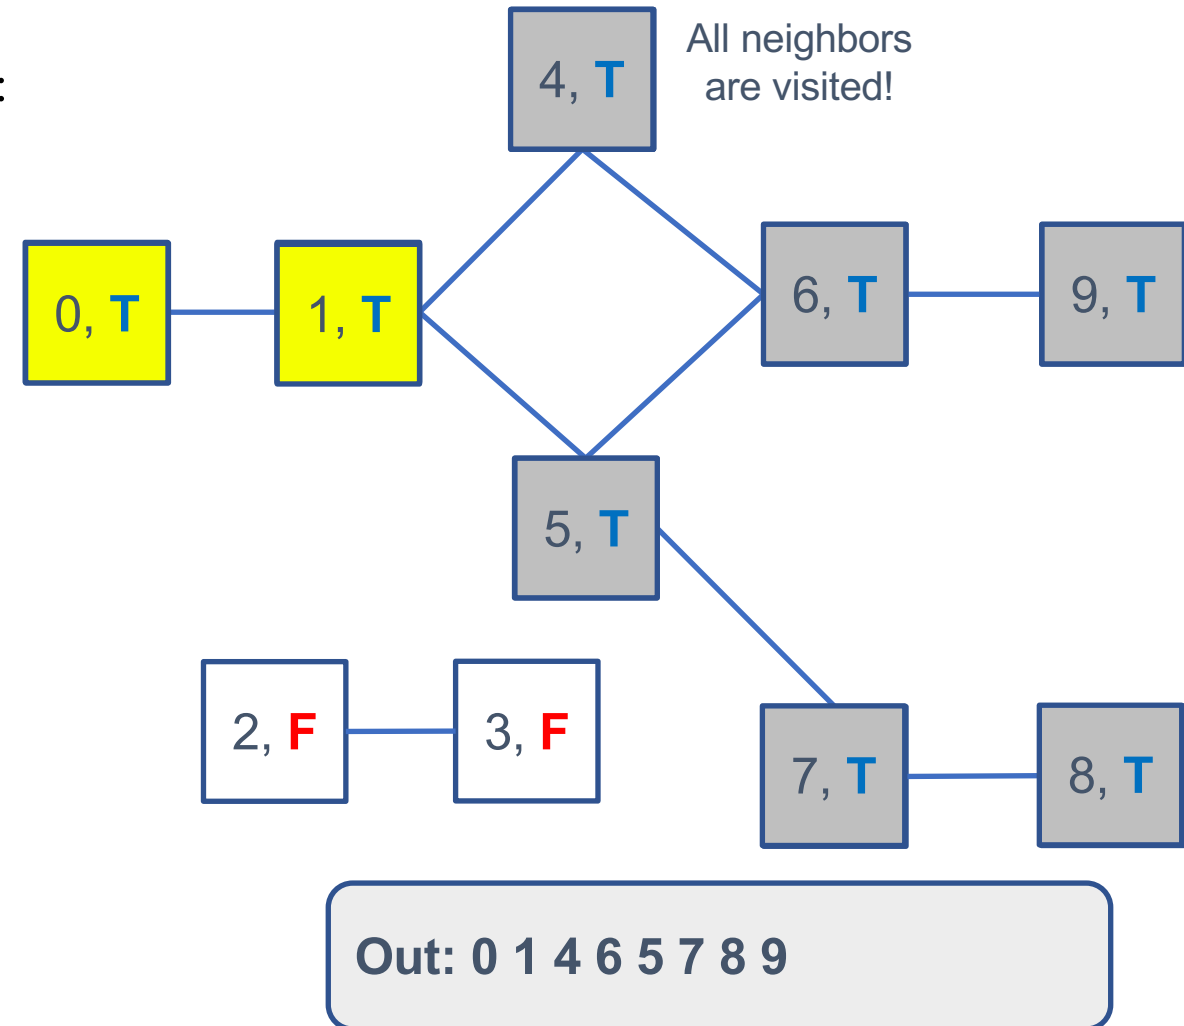 :
4, T
All neighbors
are visited!
0, T
1, T
6, T
9, T
5, T
2, F
3, F
7, T
8, T
Out: 0 1 4 6 5 7 8 9